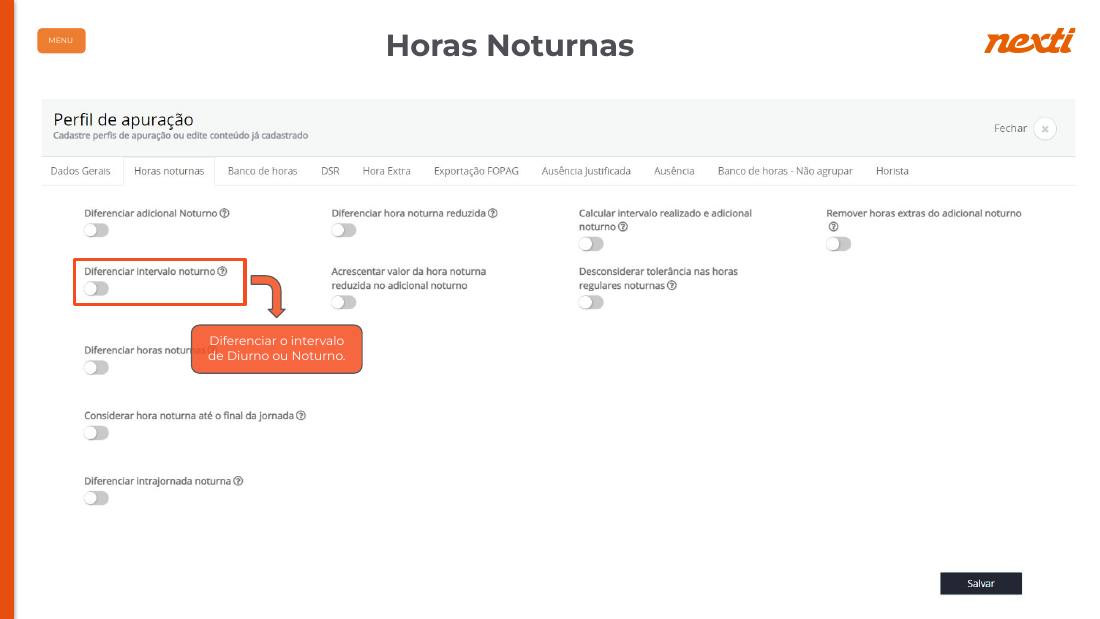 MENU
Horas Noturnas
nexti
Perfil de apuração
Cadastre perfis de apuração ou edite conteúdo já cadastrado
Fechar
Dados Gerais
Horas noturnas
Banco de horas
DSR
Hora Extra
Exportação FOPAG
Ausência Justificada
Ausência
Banco de horas - Não agrupar
Horista
Diferenciar adicional Noturno
Diferenciar hora noturna reduzida
Calcular intervalo realizado e adicional
noturno
Remover horas extras do adicional noturno
Diferenciar intervalo noturno
Acrescentar valor da hora noturna
reduzida no adicional noturno
Desconsiderar tolerância nas horas
regulares noturnas
Diferenciar o intervalo
de Diurno ou Noturno.
Diferenciar horas noturnas
Considerar hora noturna até o final da jornada
Diferenciar intrajornada noturna
Salvar